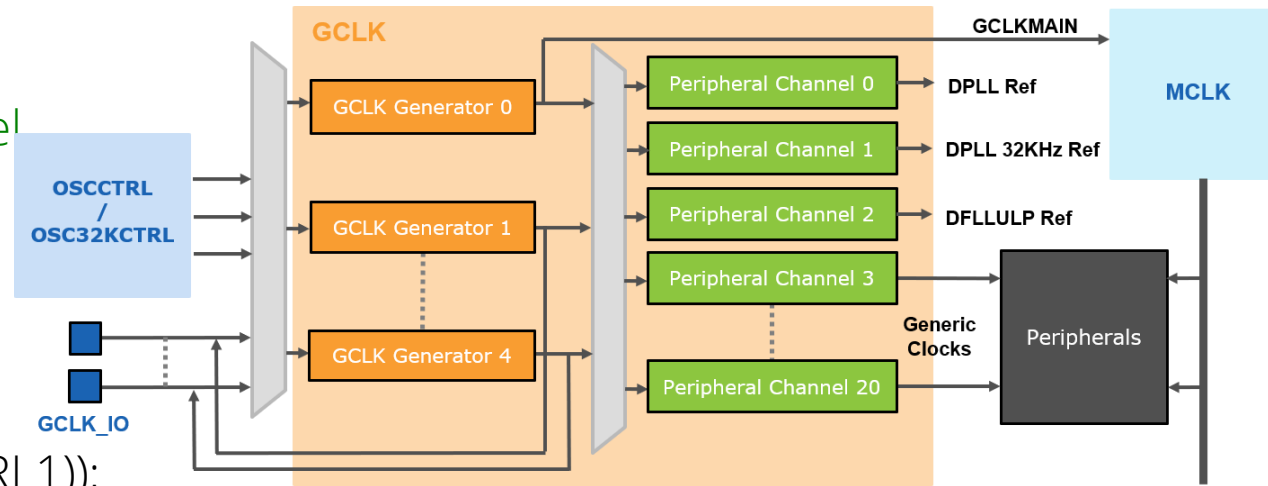 GCLK
GCLKMAIN
MCLK
GCLK Generator 0
Peripheral Channel 0
DPLL Ref
Peripheral Channel 1
DPLL 32KHz Ref
OSCCTRL
/
OSC32KCTRL
GCLK Generator 1
Peripheral Channel 2
DFLLULP Ref
Peripheral Channel 3
GCLK Generator 4
Generic
Clocks
Peripherals
Peripheral Channel 20
GCLK_IO